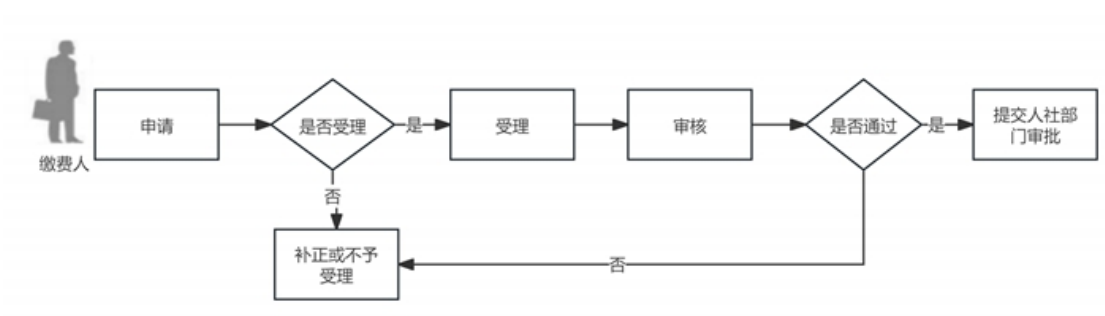 缴费人
申请
是否受理
是
受理
审核
是否通过
是
提交人社部
门审批
否
补正或不予
受理
否